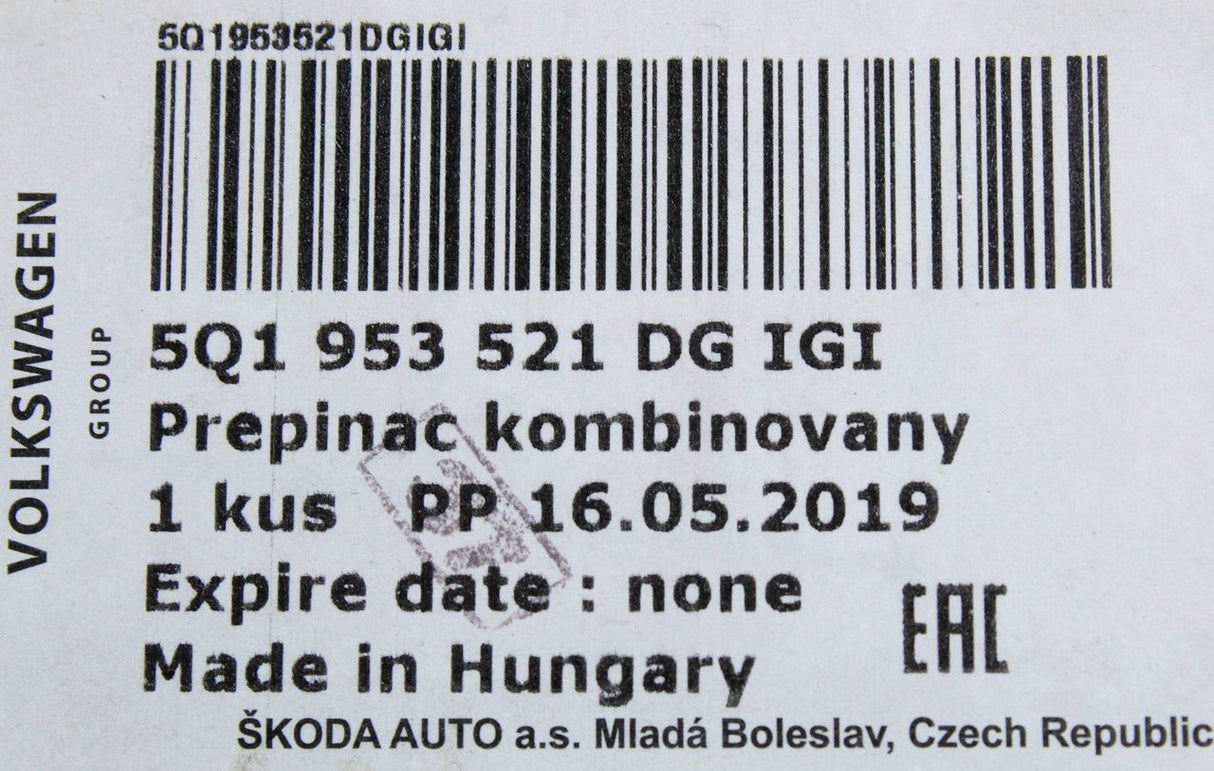 5Q1953521DGIGI
VOLKSWAGEN
GROUP
5Q1 953 521 DG IGI
Prepinac kombinovany
1 kus PP 16.05.2019
Expire date : none
EAC
Made in Hungary
ŠKODA AUTO a.s. Mladá Boleslav, Czech Republic